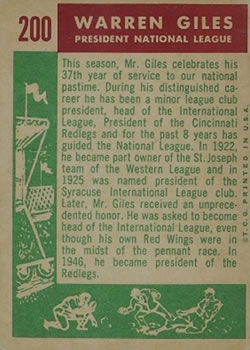 200
WARREN GILES
PRESIDENT NATIONAL LEAGUE
This season, Mr. Giles celebrates his
37th year of service to our national
pastime. During his distinguished ca-
reer he has been a minor league club
president, head of the International
League, President of the Cincinnati
Redlegs and for the past 8 years has
guided the National League. In 1922,
he became part owner of the St. Joseph
team of the Western League and in
1925 was named president of the
Syracuse International League club.
Later, Mr. Giles received an unprece-
dented honor. He was asked to become
head of the International League, even
though his own Red Wings were in
the midst of the pennant race. In
1946, he became president of the
Redlegs.
©T.C.G. PRINTED IN U.S.A.